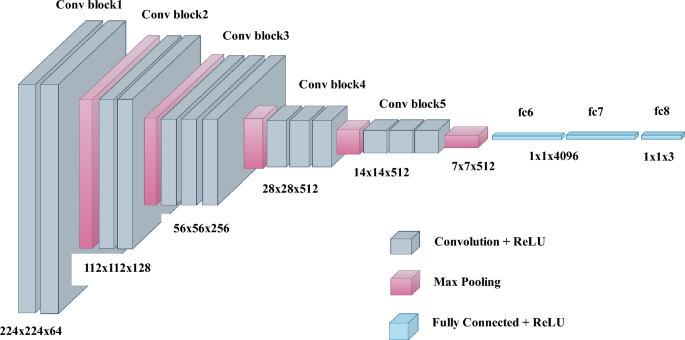 Conv block1
Conv block2
Conv block3
Conv block4
Conv block5
fc6
fc7
fc8
224x224x64
112x112x128
56x56x256
28x28x512
14x14x512
7x7x512
1x1x4096
1x1x3
Convolution + ReLU
Max Pooling
Fully Connected + ReLU